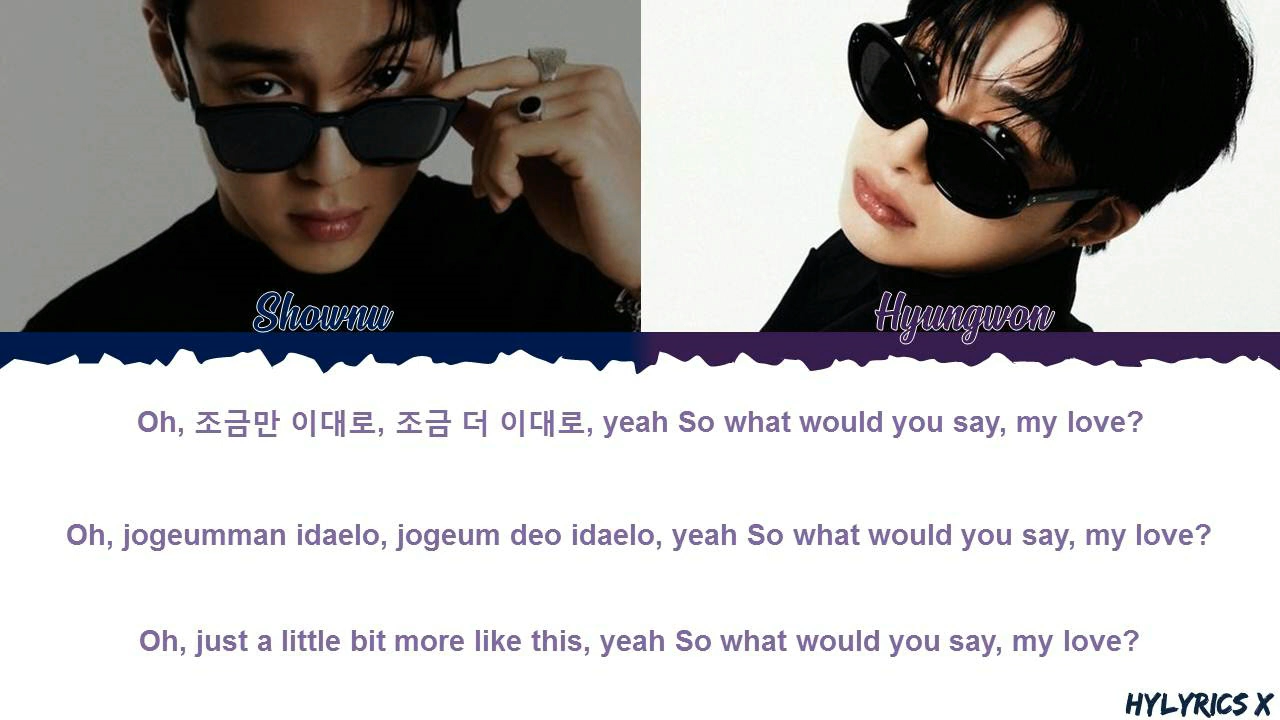 Shownu
Hyungwon
Oh, 조금만 이대로, 조금 더 이대로, yeah So what would you say, my love?
Oh, jogeumman idaelo, jogeum deo idaelo, yeah So what would you say, my love?
Oh, just a little bit more like this, yeah So what would you say, my love?
HYLYRICS X